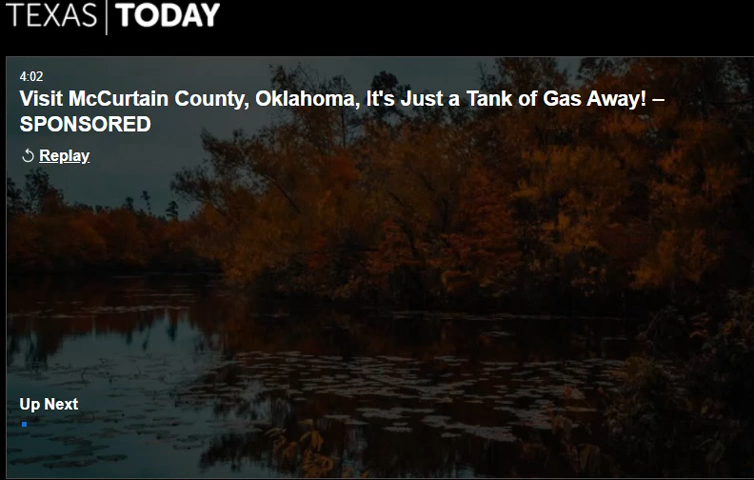 TEXAS | TODAY
4:02
Visit McCurtain County, Oklahoma, It's Just a Tank of Gas Away! –
SPONSORED
Replay
Up Next